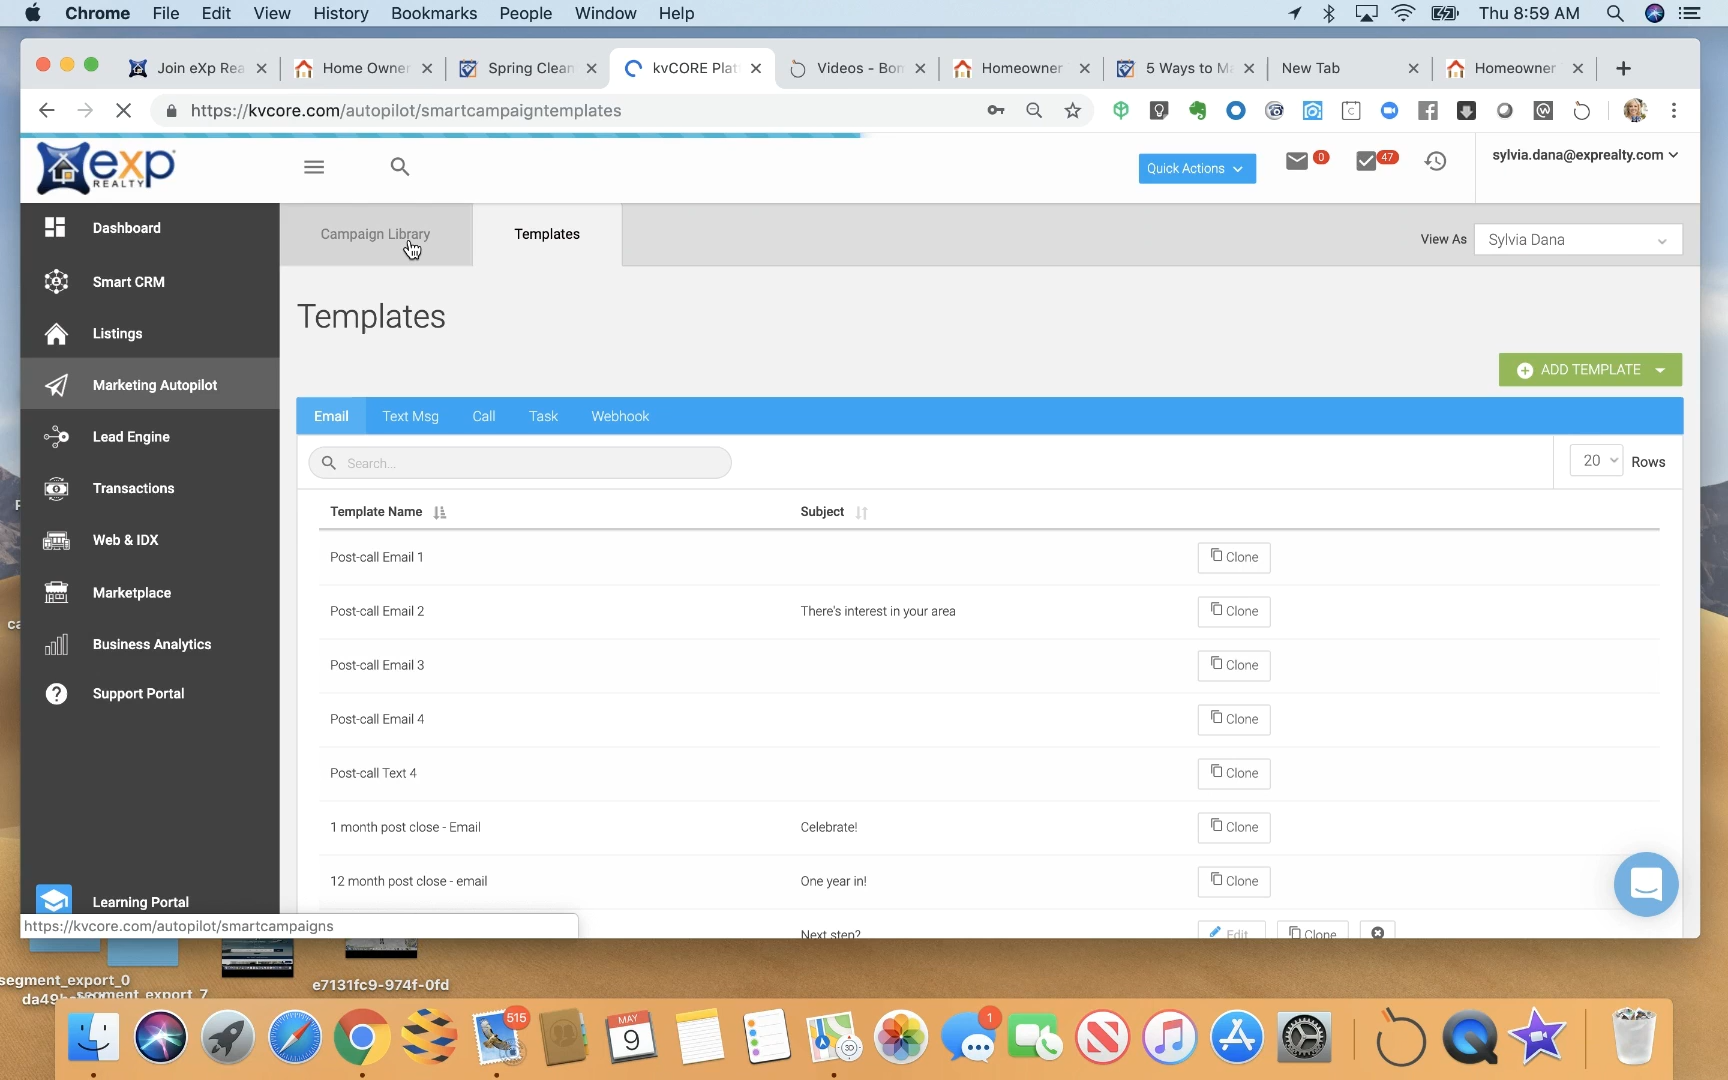 Chrome File Edit View History Bookmarks People Window Help Thu 8:59 AM
Join eXp Rea Home Owner Spring Clean kvCORE Plat Videos - Bon Homeowner 5 Ways to Ma New Tab Homeowner
https://kvcore.com/autopilot/smartcampaigntemplates
exp REALTY
Quick Actions
0
47
sylvia.dana@exprealty.com
Dashboard
Smart CRM
Listings
Marketing Autopilot
Lead Engine
Transactions
Web & IDX
Marketplace
Business Analytics
Support Portal
Learning Portal
Campaign Library Templates
View As Sylvia Dana
Templates
ADD TEMPLATE
Email Text Msg Call Task Webhook
Search...
20 Rows
Template Name Subject
Post-call Email 1 Clone
Post-call Email 2 There's interest in your area Clone
Post-call Email 3 Clone
Post-call Email 4 Clone
Post-call Text 4 Clone
1 month post close - Email Celebrate! Clone
12 month post close - email One year in! Clone
Next step? Edit Clone
https://kvcore.com/autopilot/smartcampaigns
segment_export_0
segment_export_7
e7131fc9-974f-0fd
515
MAY
9
3D
1